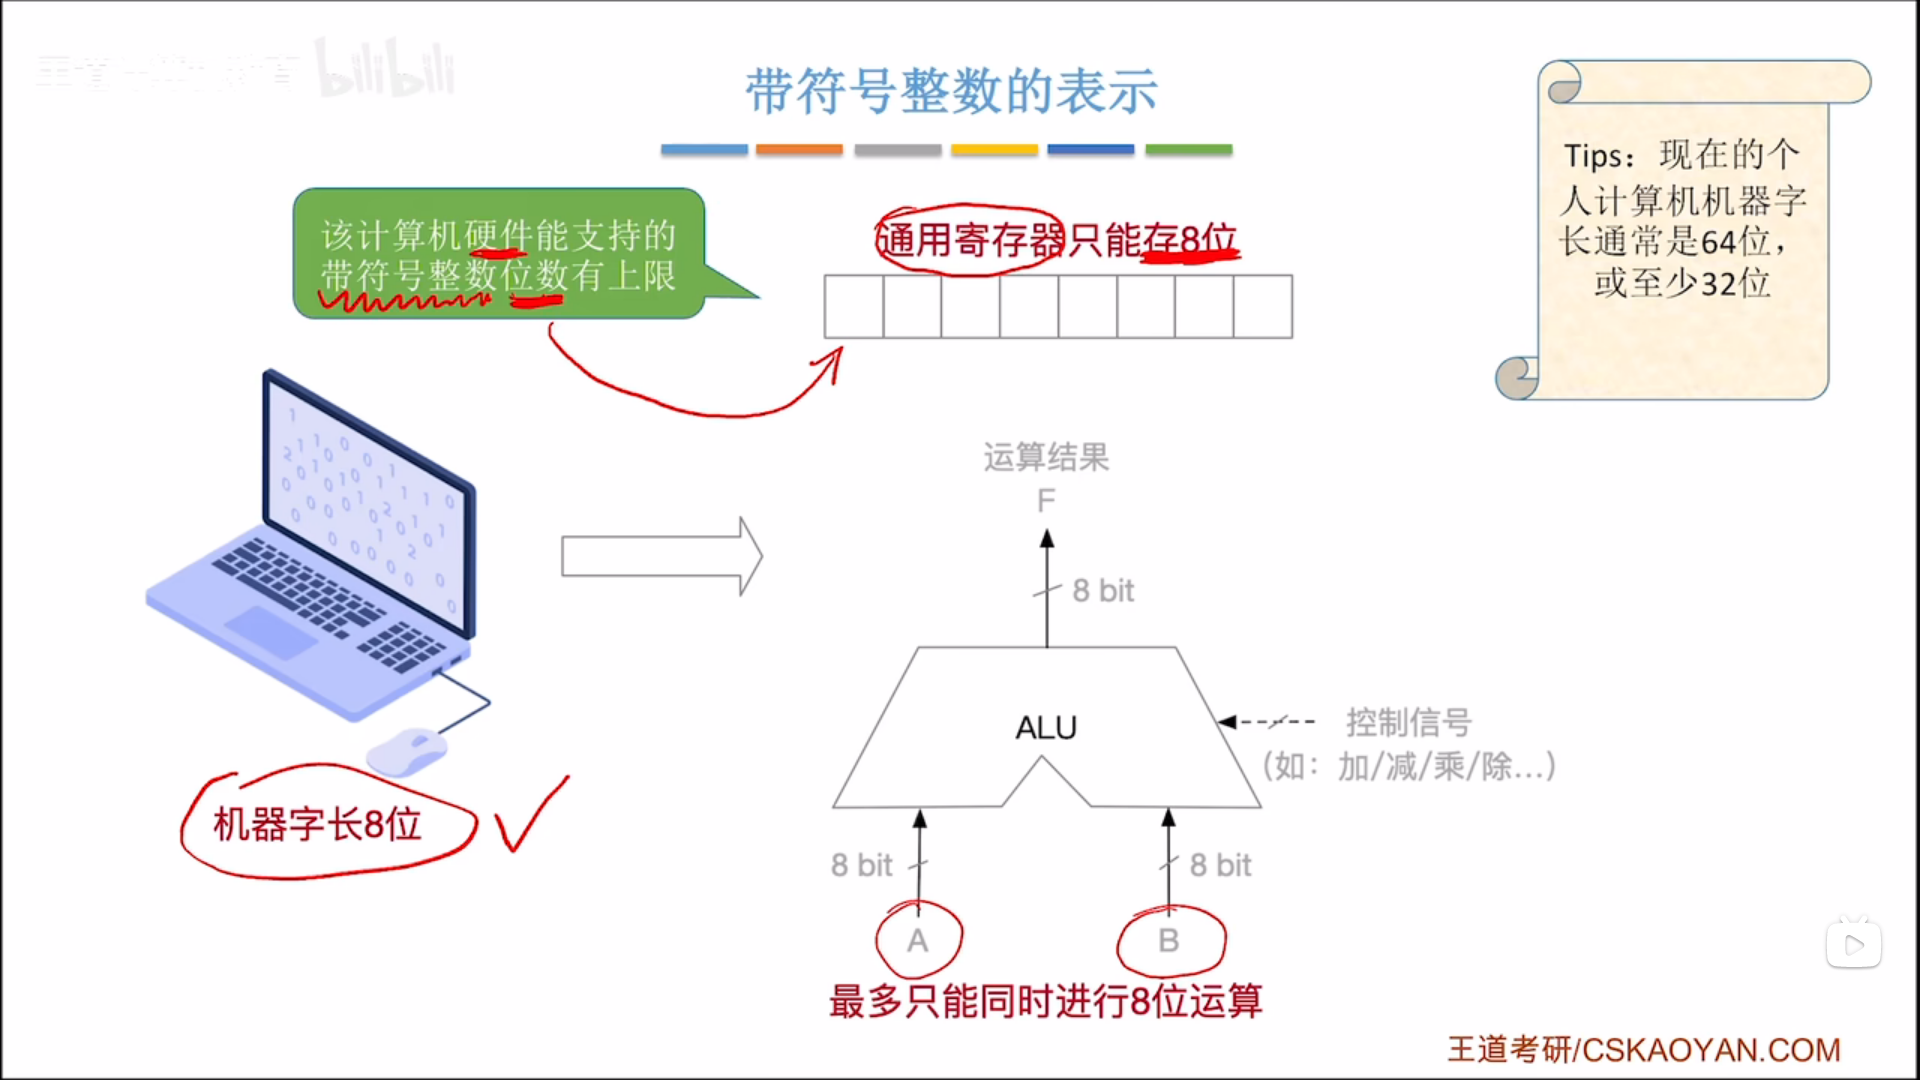 bilibili
带符号整数的表示
该计算机硬件能支持的
带符号整数位数有上限
通用寄存器只能存8位
Tips：现在的个
人计算机机器字
长通常是64位，
或至少32位
运算结果
F
8 bit
ALU
控制信号
（如：加/减/乘/除...）
机器字长8位
8 bit
8 bit
A
B
最多只能同时进行8位运算
王道考研/CSKAOYAN.COM